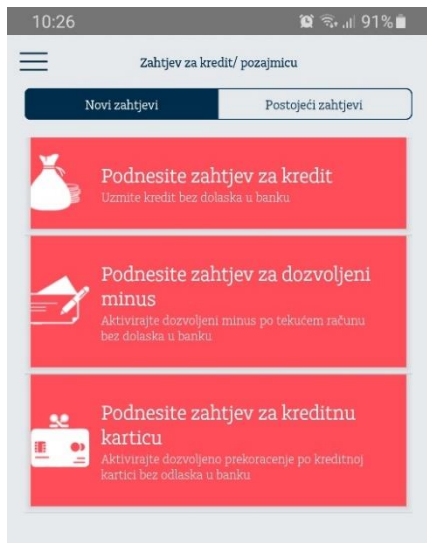 10:26 91%
Zahtjev za kredit/ pozajmicu
Novi zahtjevi Postojeći zahtjevi
Podnesite zahtjev za kredit
Uzmite kredit bez dolaska u banku
Podnesite zahtjev za dozvoljeni
minus
Aktivirajte dozvoljeni minus po tekućem računu
bez dolaska u banku
Podnesite zahtjev za kreditnu
karticu
Aktivirajte dozvoljeno prekoracenje po kreditnoj
kartici bez odlaska u banku